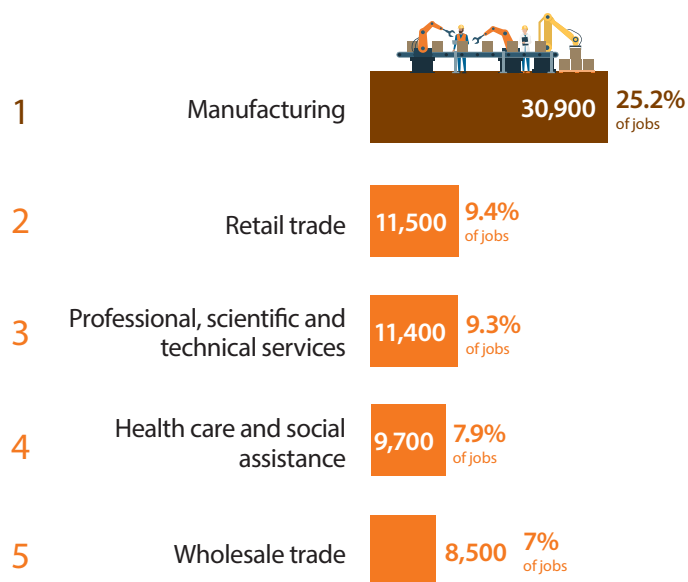 1
Manufacturing
30,900
25.2%
of jobs
2
Retail trade
11,500
9.4%
of jobs
3
Professional, scientific and
technical services
11,400
9.3%
of jobs
4
Health care and social
assistance
9,700
7.9%
of jobs
5
Wholesale trade
8,500
7%
of jobs